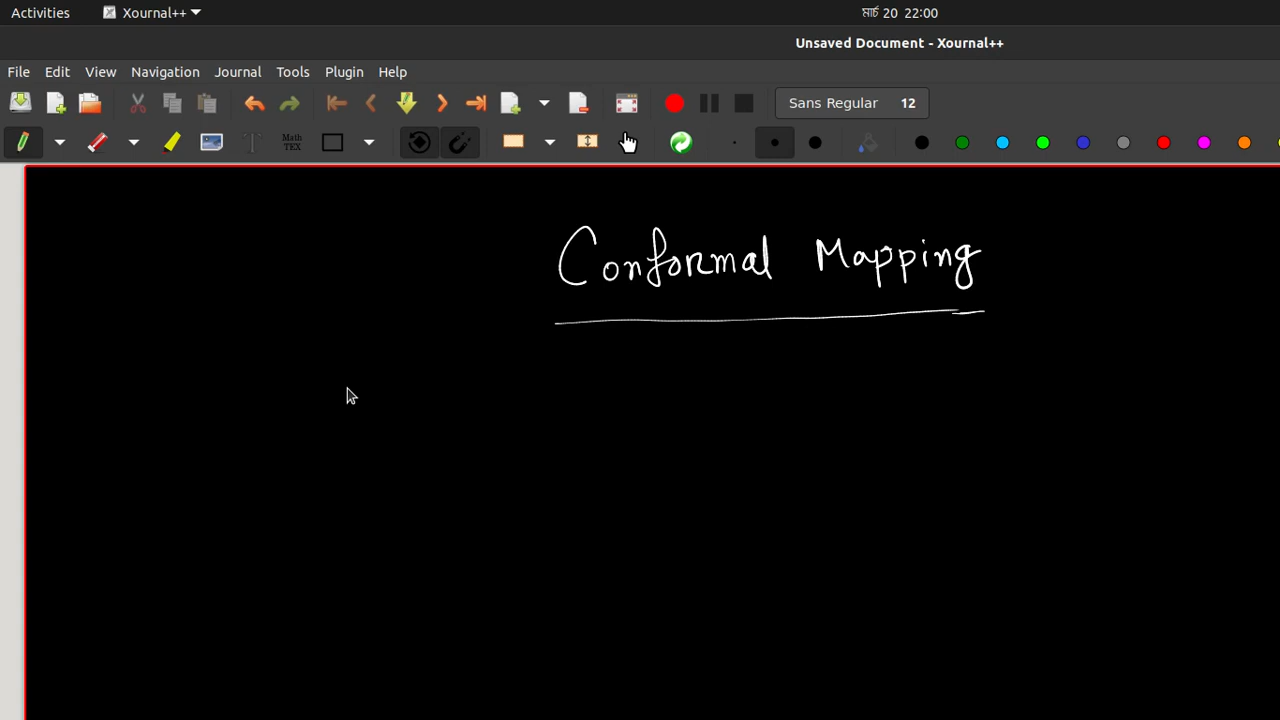 Activities Xournal++ মার্চ 20 22:00
Unsaved Document - Xournal++
File Edit View Navigation Journal Tools Plugin Help
Sans Regular 12
Math
TEX
Conformal Mapping